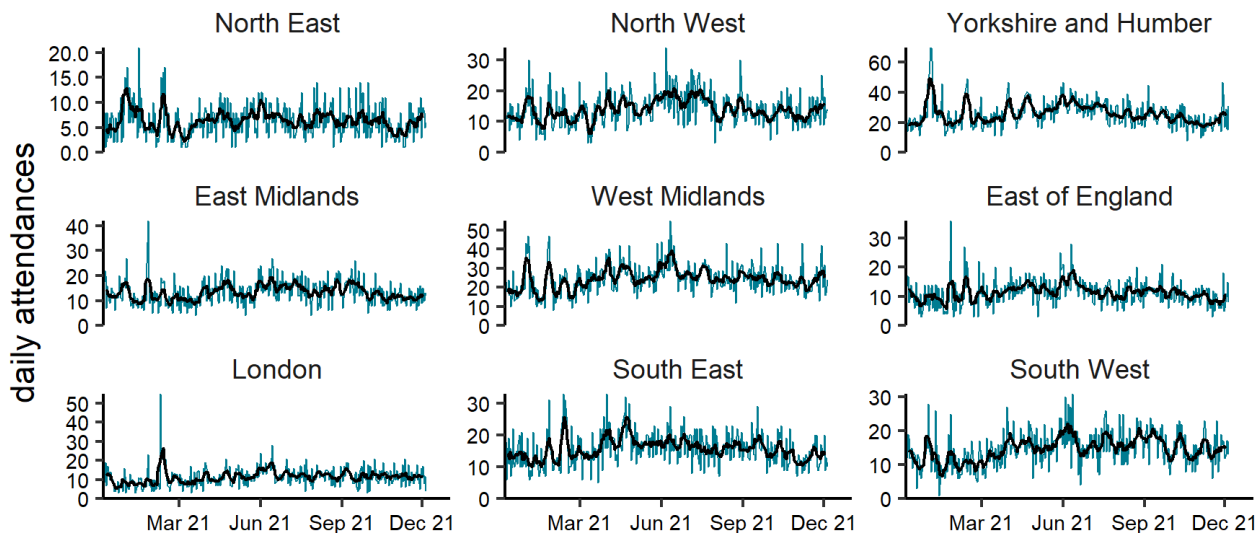 North East North West Yorkshire and Humber
20.0 30 60
15.0 20 40
10.0 10 20
5.0 0 0
0.0
East Midlands West Midlands East of England
40 50 30
30 40 20
20 30 10
10 20 0
0 10
0
London South East South West
50 30 30
40 20 20
30 10 10
20 0 0
10
0
Mar 21 Jun 21 Sep 21 Dec 21 Mar 21 Jun 21 Sep 21 Dec 21 Mar 21 Jun 21 Sep 21 Dec 21
daily attendances